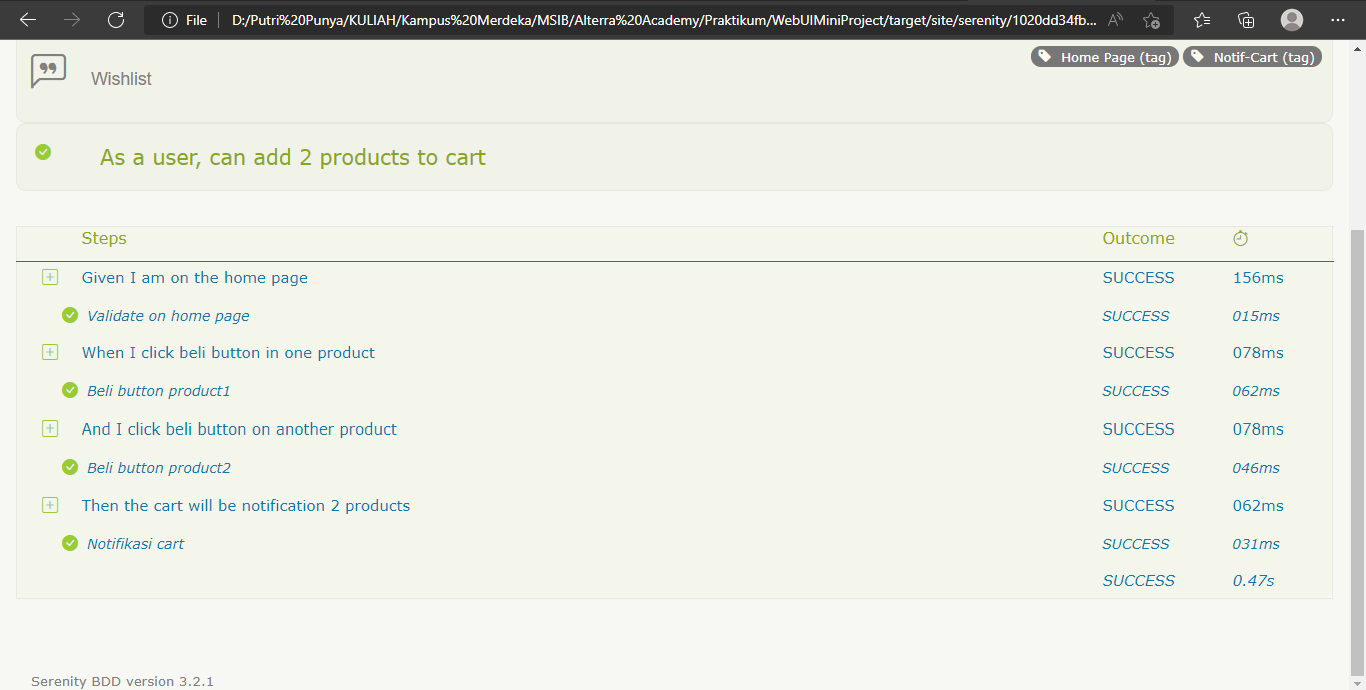 File D:/Putri%20Punya/KULIAH/Kampus%20Merdeka/MSIB/Alterra%20Academy/Praktikum/WebUIMiniProject/target/site/serenity/1020dd34fb...
Home Page (tag) Notif-Cart (tag)
Wishlist
As a user, can add 2 products to cart
Steps Outcome
Given I am on the home page SUCCESS 156ms
Validate on home page SUCCESS 015ms
When I click beli button in one product SUCCESS 078ms
Beli button product1 SUCCESS 062ms
And I click beli button on another product SUCCESS 078ms
Beli button product2 SUCCESS 046ms
Then the cart will be notification 2 products SUCCESS 062ms
Notifikasi cart SUCCESS 031ms
SUCCESS 0.47s
Serenity BDD version 3.2.1